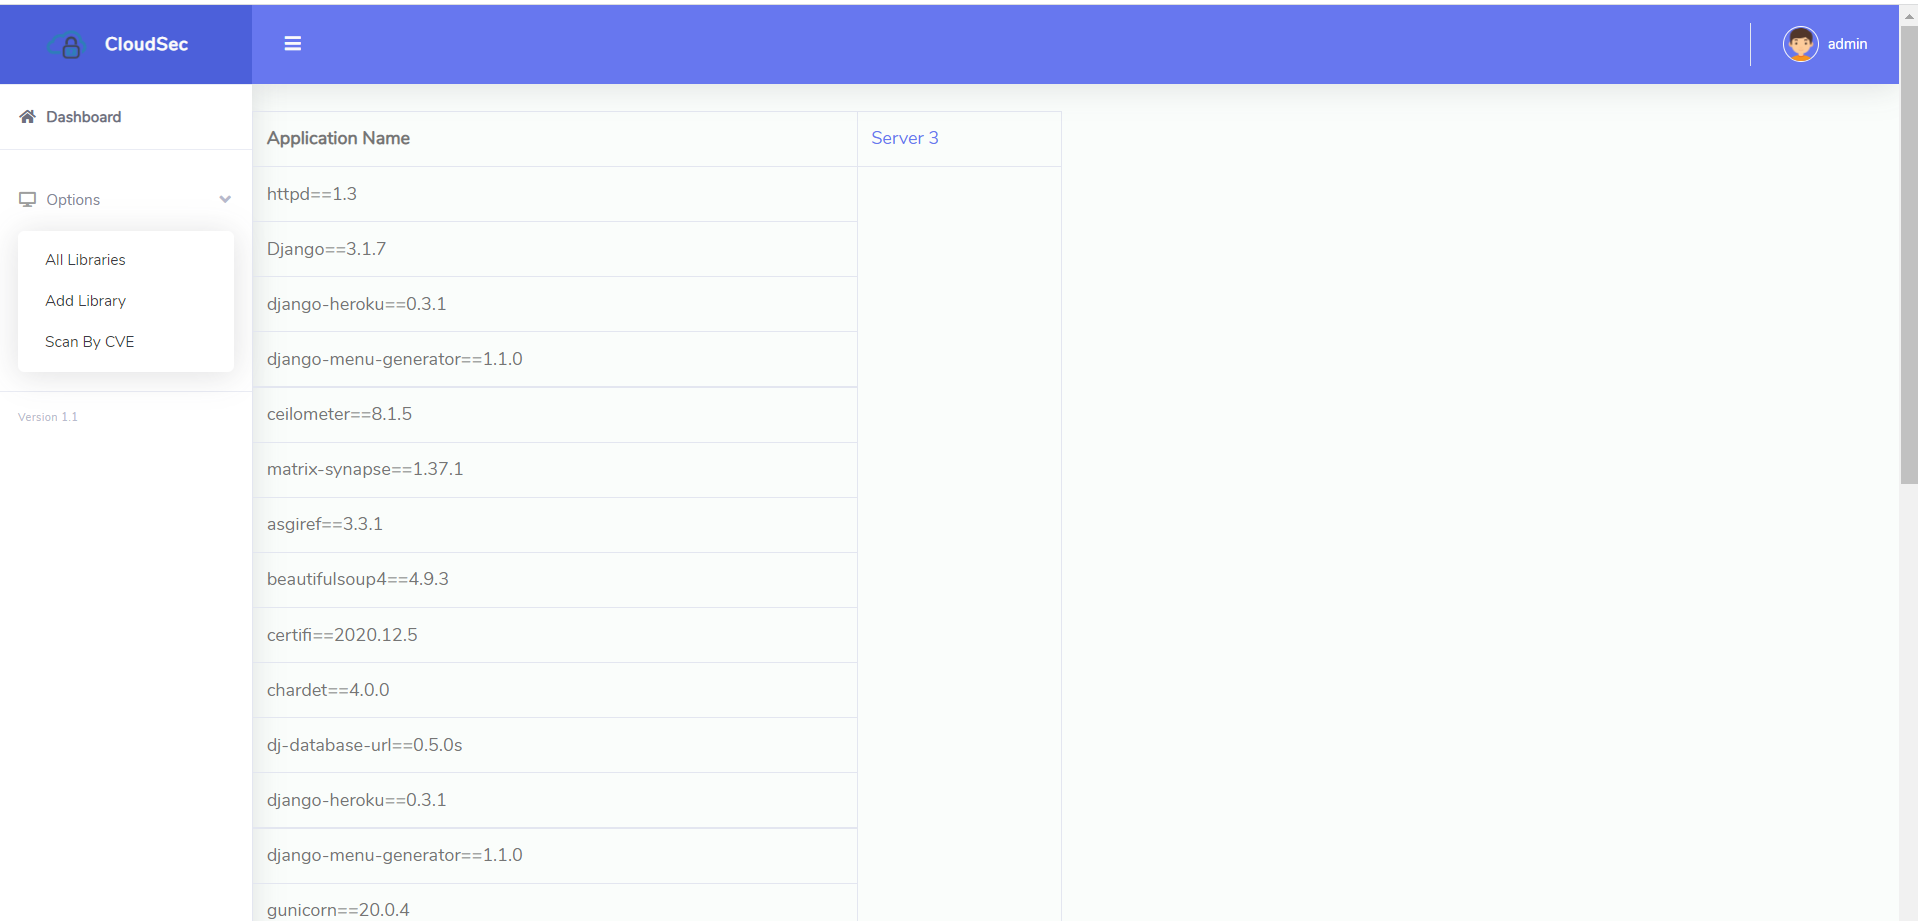 CloudSec
admin
Dashboard
Options
All Libraries
Add Library
Scan By CVE
Version 1.1
Application Name
Server 3
httpd==1.3
Django==3.1.7
django-heroku==0.3.1
django-menu-generator==1.1.0
ceilometer==8.1.5
matrix-synapse==1.37.1
asgiref==3.3.1
beautifulsoup4==4.9.3
certifi==2020.12.5
chardet==4.0.0
dj-database-url==0.5.0s
django-heroku==0.3.1
django-menu-generator==1.1.0
gunicorn==20.0.4